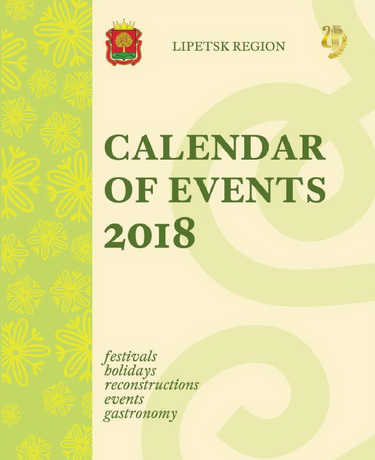 LIPETSK REGION
CALENDAR
OF EVENTS
2018
festivals
holidays
reconstructions
events
gastronomy